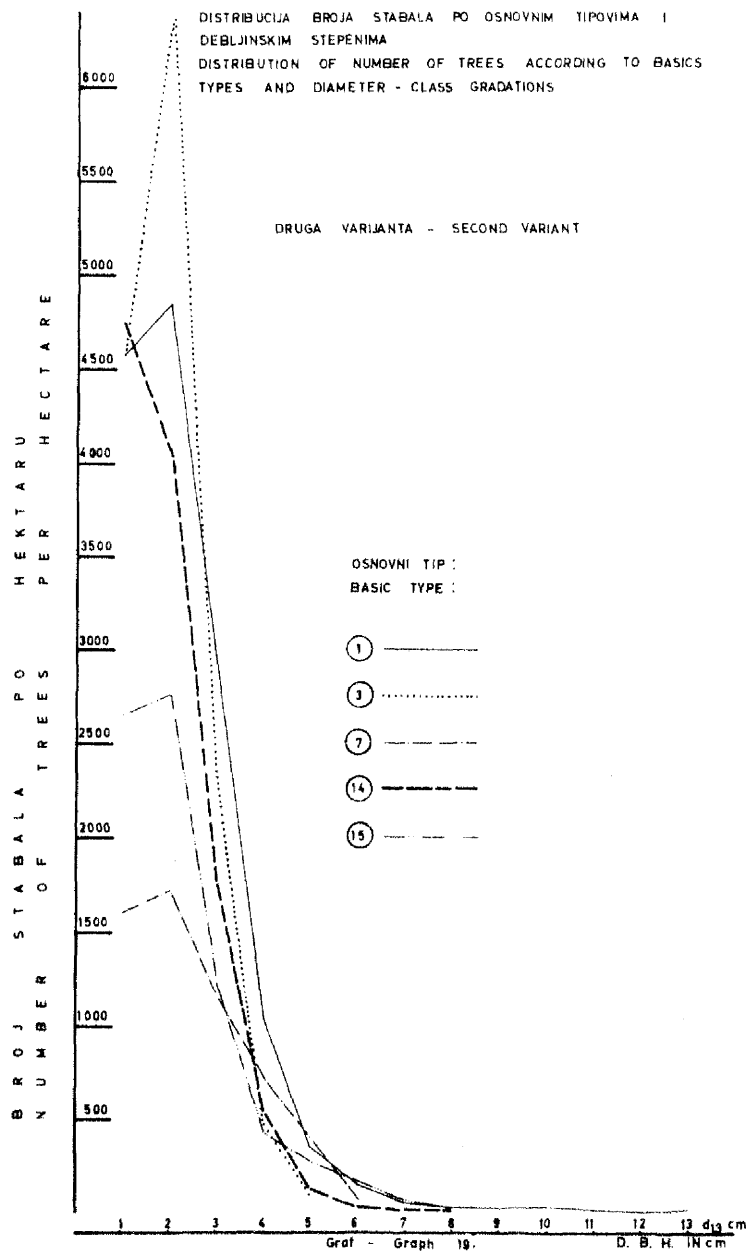 DISTRIBUCIJA BROJA STABALA PO OSNOVNIM TIPOVIMA I
DEBLJINSKIM STEPENIMA
DISTRIBUTION OF NUMBER OF TREES ACCORDING TO BASICS
TYPES AND DIAMETER - CLASS GRADATIONS
DRUGA VARIJANTA - SECOND VARIANT
BROJ STABALA PO HEKTARU
NUMBER OF TREES PER HECTARE
6000
5500
5000
4500
4000
3500
3000
2500
2000
1500
1000
500
OSNOVNI TIP :
BASIC TYPE :
1
3
7
14
15
1 2 3 4 5 6 7 8 9 10 11 12 13 d13 cm
Graf - Graph 19. D. B. H. IN cm